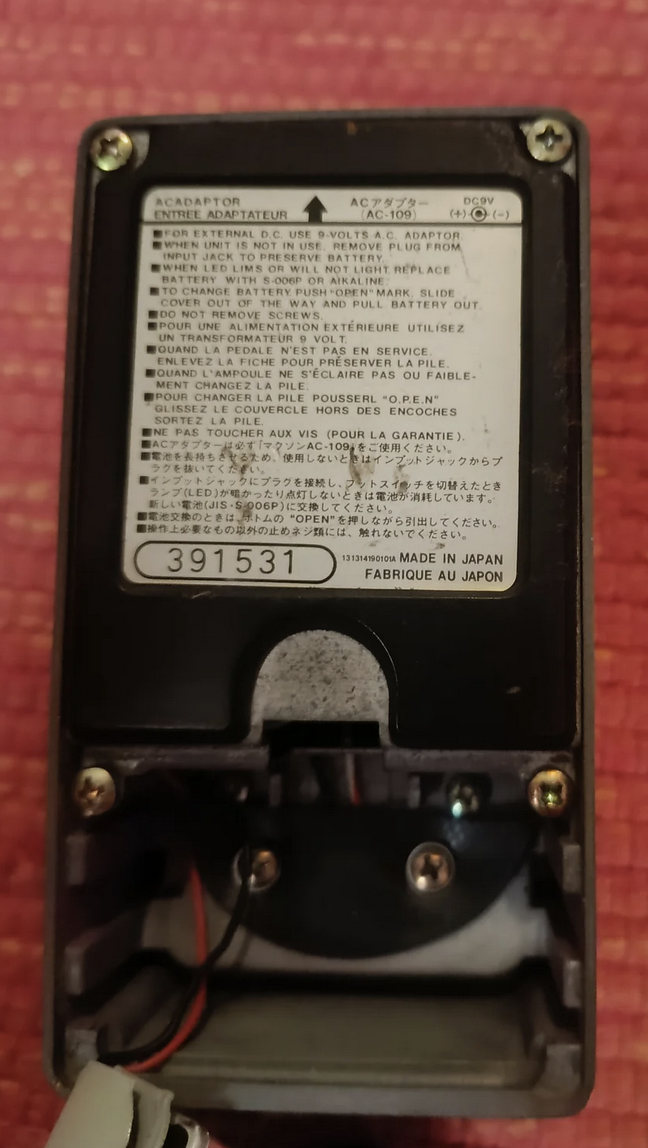 ACADAPTOR
ENTREE ADAPTATEUR
ACアダプター
(AC-109)
DC9V
(+) (-)
■FOR EXTERNAL D.C. USE 9-VOLTS A.C. ADAPTOR.
■WHEN UNIT IS NOT IN USE, REMOVE PLUG FROM
INPUT JACK TO PRESERVE BATTERY.
■WHEN LED LIMS OR WILL NOT LIGHT REPLACE
BATTERY WITH S-006P OR AlKALINE.
■TO CHANGE BATTERY PUSH "OPEN" MARK, SLIDE
COVER OUT OF THE WAY AND PULL BATTERY OUT.
■DO NOT REMOVE SCREWS.
■POUR UNE ALIMENTATION EXTÉRIEURE UTILISEZ
UN TRANSFORMATEUR 9 VOLT.
■QUAND LA PEDALE N'EST PAS EN SERVICE.
ENLEVEZ LA FICHE POUR PRÉSERVER LA PILE.
■QUAND L'AMPOULE NE S'ÉCLAIRE PAS OU FAIBLE-
MENT CHANGEZ LA PILE.
■POUR CHANGER LA PILE POUSSERL "O.P.E.N"
GLISSEZ LE COUVERCLE HORS DES ENCOCHES
SORTEZ LA PILE.
■NE PAS TOUCHER AUX VIS (POUR LA GARANTIE).
■ACアダプターは必ず「マクソンAC-109」をご使用ください。
■電池を長持ちさせるため、使用しないときはインプットジャックからプ
ラグを抜いてください。
■インプットジャックにプラグを接続し、フットスイッチを切替えたとき
ランプ(LED)が暗かったり点灯しないときは電池が消耗しています。
新しい電池(JIS·S-006P)に交換してください。
■電池交換のときは、ボトムの "OPEN"を押しながら引出してください。
■操作上必要なもの以外の止めネジ類には、触れないでください。
391531
131314190101A MADE IN JAPAN
FABRIQUE AU JAPON